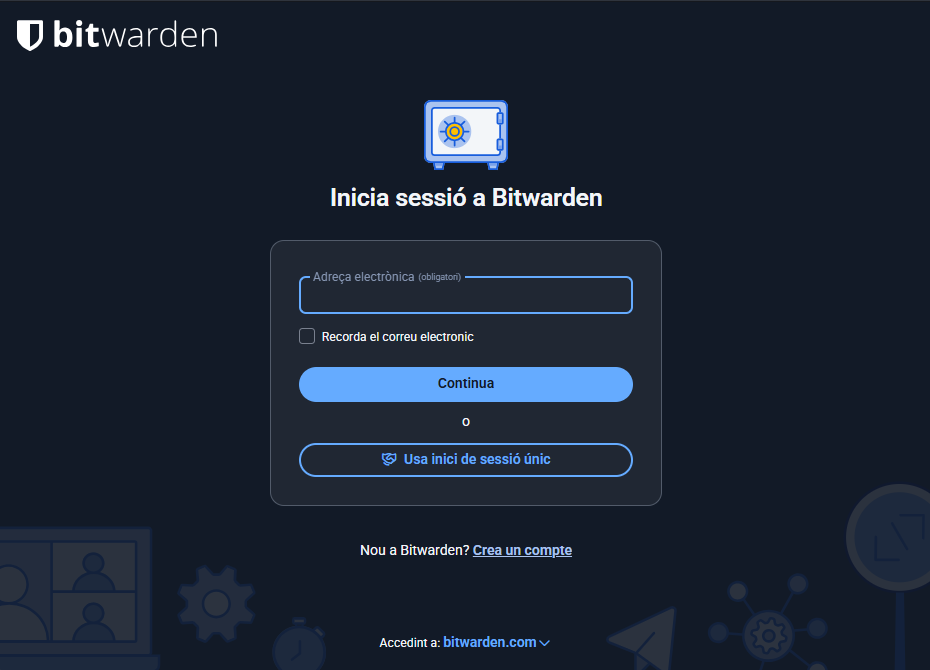 bitwarden
Inicia sessió a Bitwarden
Adreça electrònica (obligatori)
Recorda el correu electronic
Continua
o
Usa inici de sessió únic
Nou a Bitwarden? Crea un compte
Accedint a: bitwarden.com